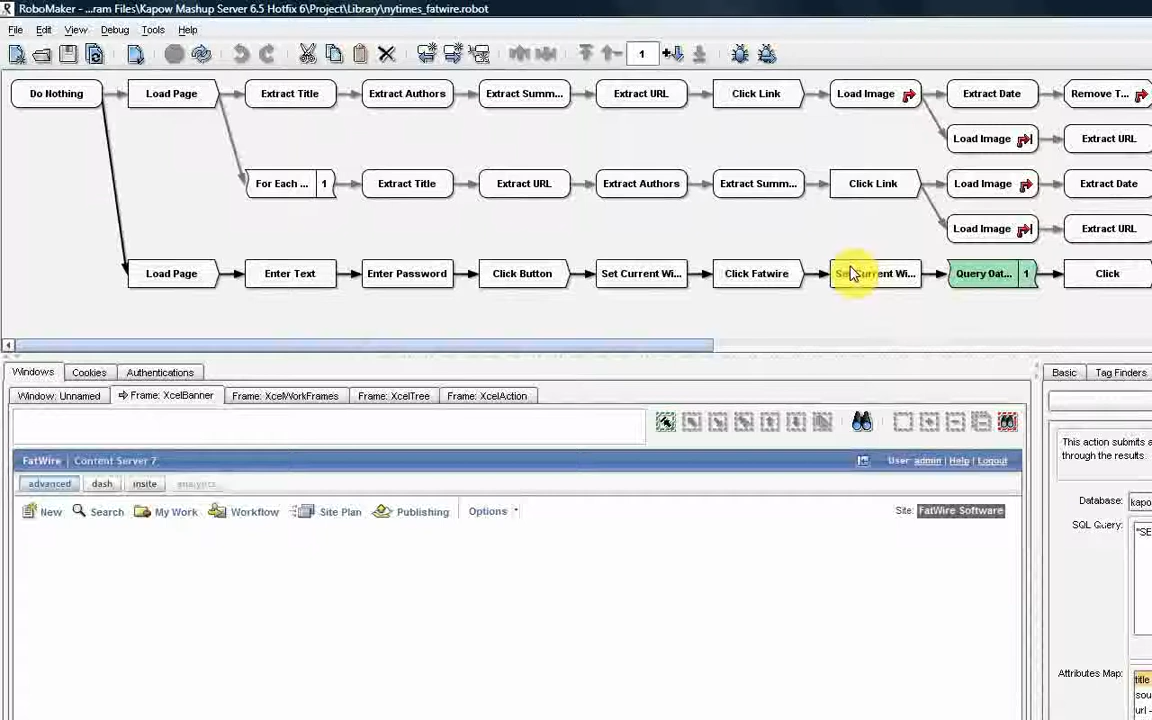 RoboMaker - ...ram Files\Kapow Mashup Server 6.5 Hotfix 6\Project\Library\nytimes_fatwire.robot
File Edit View Debug Tools Help
1
Do Nothing Load Page Extract Title Extract Authors Extract Summ... Extract URL Click Link Load Image Extract Date Remove T...
Load Image Extract URL
For Each ... 1 Extract Title Extract URL Extract Authors Extract Summ... Click Link Load Image Extract Date
Load Image Extract URL
Load Page Enter Text Enter Password Click Button Set Current Wi... Click Fatwire Set Current Wi... Query Dat... 1 Click
Windows Cookies Authentications
Basic Tag Finders
Window: Unnamed Frame: XcelBanner Frame: XcelWorkFrames Frame: XcelTree Frame: XcelAction
This action submits a
through the results.
FatWire | Content Server 7 User: admin | Help | Logout
advanced dash insite analytics
Database: kapo
New Search My Work Workflow Site Plan Publishing Options Site: FatWire Software
SQL Query: "SE
Attributes Map: title
sou
url -